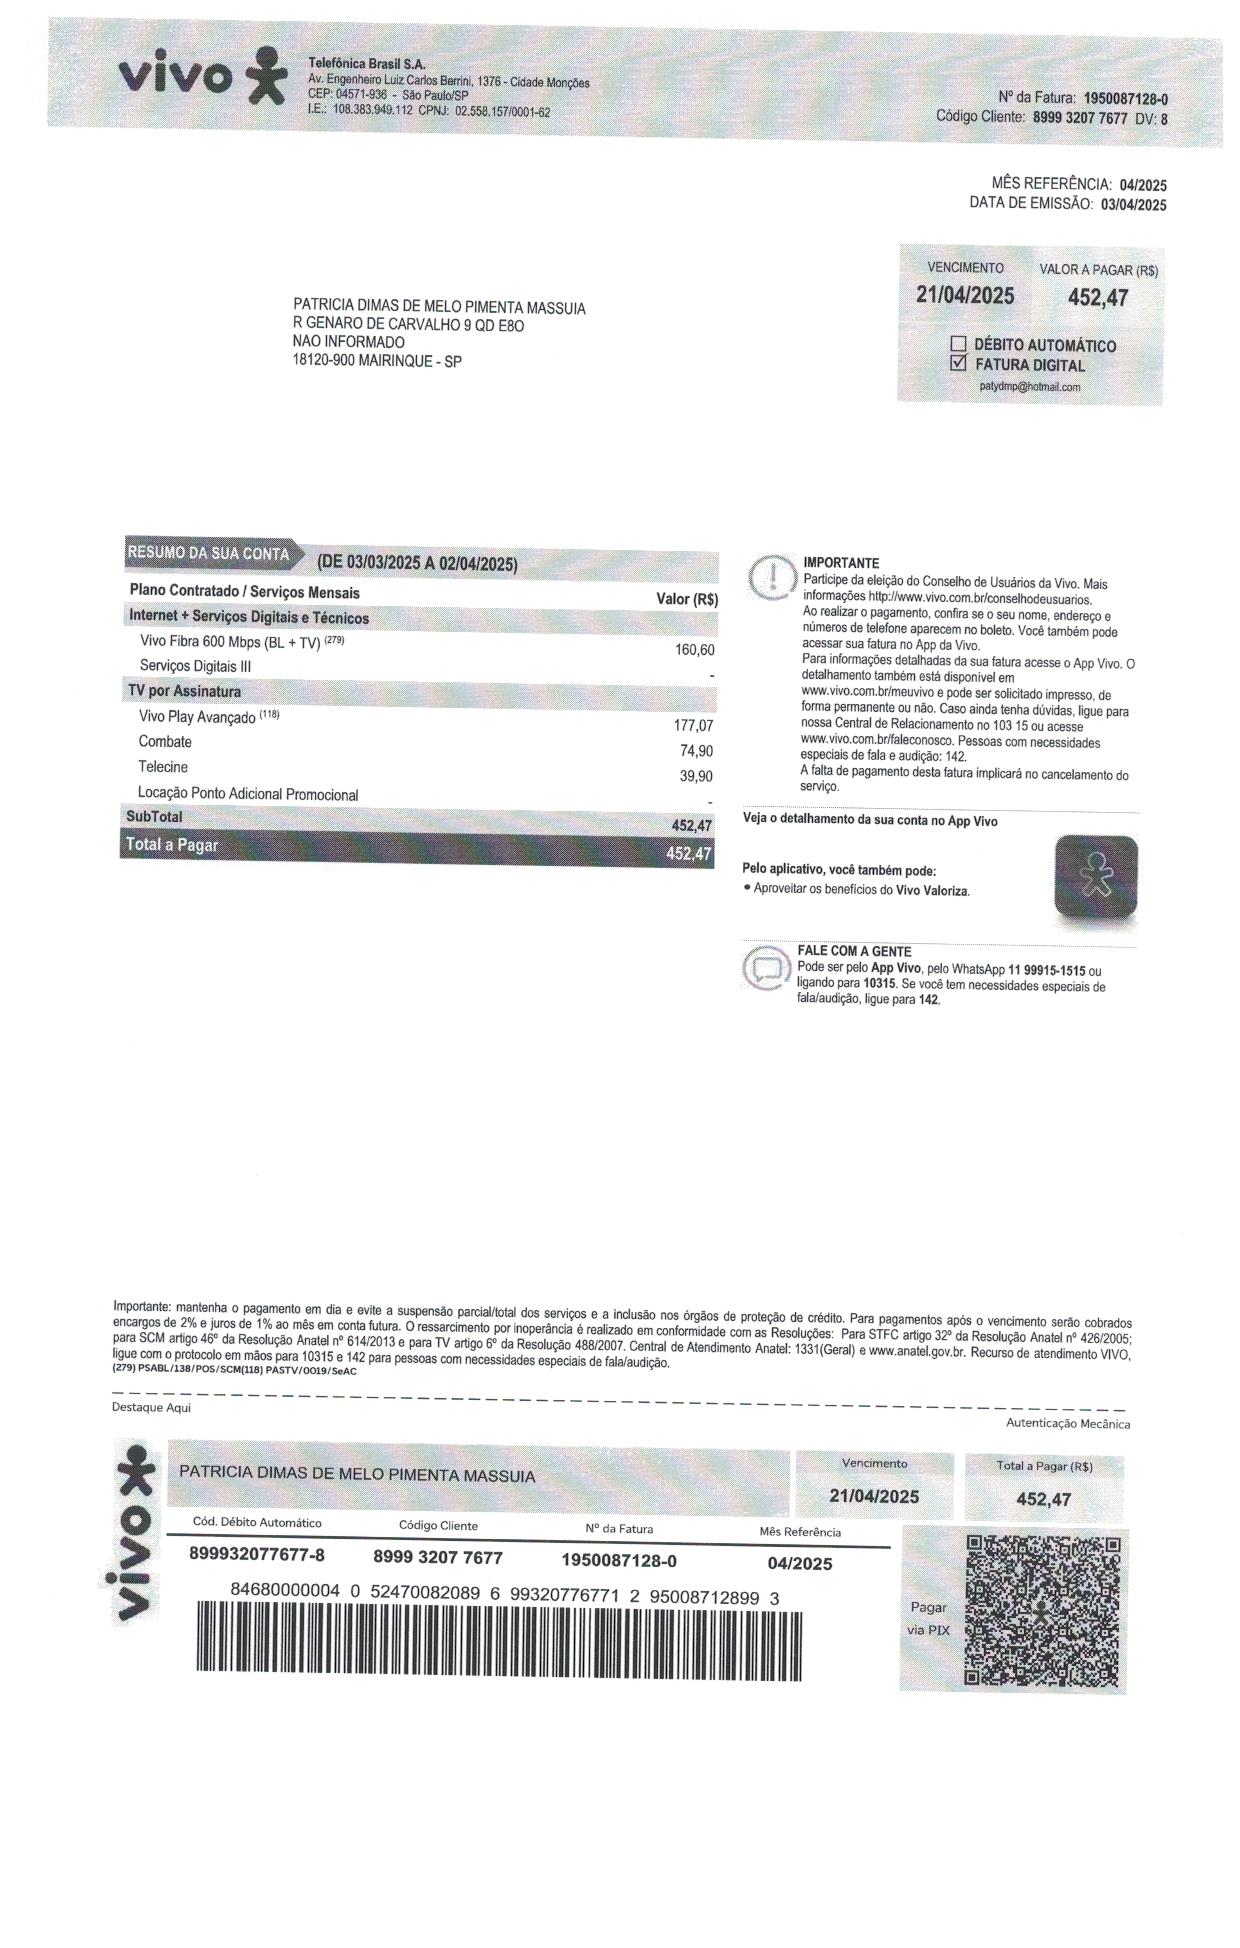 vivo
Telefônica Brasil S.A.
Av. Engenheiro Luiz Carlos Berrini, 1376 - Cidade Monções
CEP: 04571-936 - São Paulo/SP
I.E.: 108.383.949.112 CPNJ: 02.558.157/0001-62
Nº da Fatura: 1950087128-0
Código Cliente: 8999 3207 7677 DV: 8
MÊS REFERÊNCIA: 04/2025
DATA DE EMISSÃO: 03/04/2025
VENCIMENTO VALOR A PAGAR (R$)
21/04/2025 452,47
DÉBITO AUTOMÁTICO
FATURA DIGITAL
patydmp@hotmail.com
PATRICIA DIMAS DE MELO PIMENTA MASSUIA
R GENARO DE CARVALHO 9 QD E8O
NAO INFORMADO
18120-900 MAIRINQUE - SP
RESUMO DA SUA CONTA (DE 03/03/2025 A 02/04/2025)
Plano Contratado / Serviços Mensais Valor (R$)
Internet + Serviços Digitais e Técnicos
Vivo Fibra 600 Mbps (BL + TV) (279) 160,60
Serviços Digitais III -
TV por Assinatura
Vivo Play Avançado (118) 177,07
Combate 74,90
Telecine 39,90
Locação Ponto Adicional Promocional -
SubTotal 452,47
Total a Pagar 452,47
IMPORTANTE
Participe da eleição do Conselho de Usuários da Vivo. Mais
informações http://www.vivo.com.br/conselhodeusuarios.
Ao realizar o pagamento, confira se o seu nome, endereço e
números de telefone aparecem no boleto. Você também pode
acessar sua fatura no App da Vivo.
Para informações detalhadas da sua fatura acesse o App Vivo. O
detalhamento também está disponível em
www.vivo.com.br/meuvivo e pode ser solicitado impresso, de
forma permanente ou não. Caso ainda tenha dúvidas, ligue para
nossa Central de Relacionamento no 103 15 ou acesse
www.vivo.com.br/faleconosco. Pessoas com necessidades
especiais de fala e audição: 142.
A falta de pagamento desta fatura implicará no cancelamento do
serviço.
Veja o detalhamento da sua conta no App Vivo
Pelo aplicativo, você também pode:
• Aproveitar os benefícios do Vivo Valoriza.
FALE COM A GENTE
Pode ser pelo App Vivo, pelo WhatsApp 11 99915-1515 ou
ligando para 10315. Se você tem necessidades especiais de
fala/audição, ligue para 142.
Importante: mantenha o pagamento em dia e evite a suspensão parcial/total dos serviços e a inclusão nos órgãos de proteção de crédito. Para pagamentos após o vencimento serão cobrados
encargos de 2% e juros de 1% ao mês em conta futura. O ressarcimento por inoperância é realizado em conformidade com as Resoluções: Para STFC artigo 32º da Resolução Anatel nº 426/2005;
para SCM artigo 46º da Resolução Anatel nº 614/2013 e para TV artigo 6º da Resolução 488/2007. Central de Atendimento Anatel: 1331(Geral) e www.anatel.gov.br. Recurso de atendimento VIVO,
ligue com o protocolo em mãos para 10315 e 142 para pessoas com necessidades especiais de fala/audição.
(279) PSABL/138/POS/SCM(118) PASTV/0019/SeAC
Destaque Aqui
Autenticação Mecânica
vivo
PATRICIA DIMAS DE MELO PIMENTA MASSUIA
Vencimento
21/04/2025
Total a Pagar (R$)
452,47
Cód. Débito Automático Código Cliente Nº da Fatura Mês Referência
899932077677-8 8999 3207 7677 1950087128-0 04/2025
84680000004 0 52470082089 6 99320776771 2 95008712899 3
Pagar
via PIX